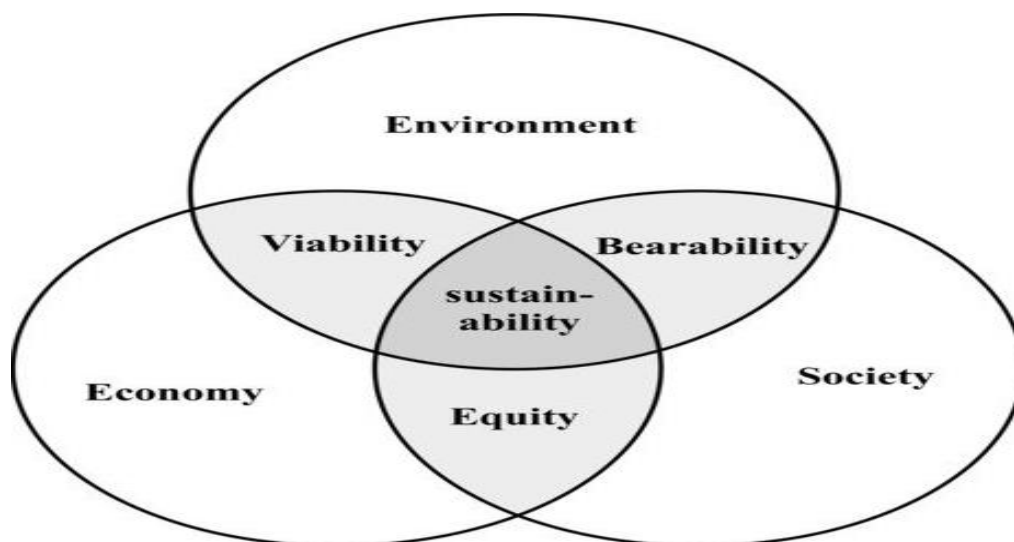 Environment
Viability
Bearability
sustain-
ability
Economy
Society
Equity